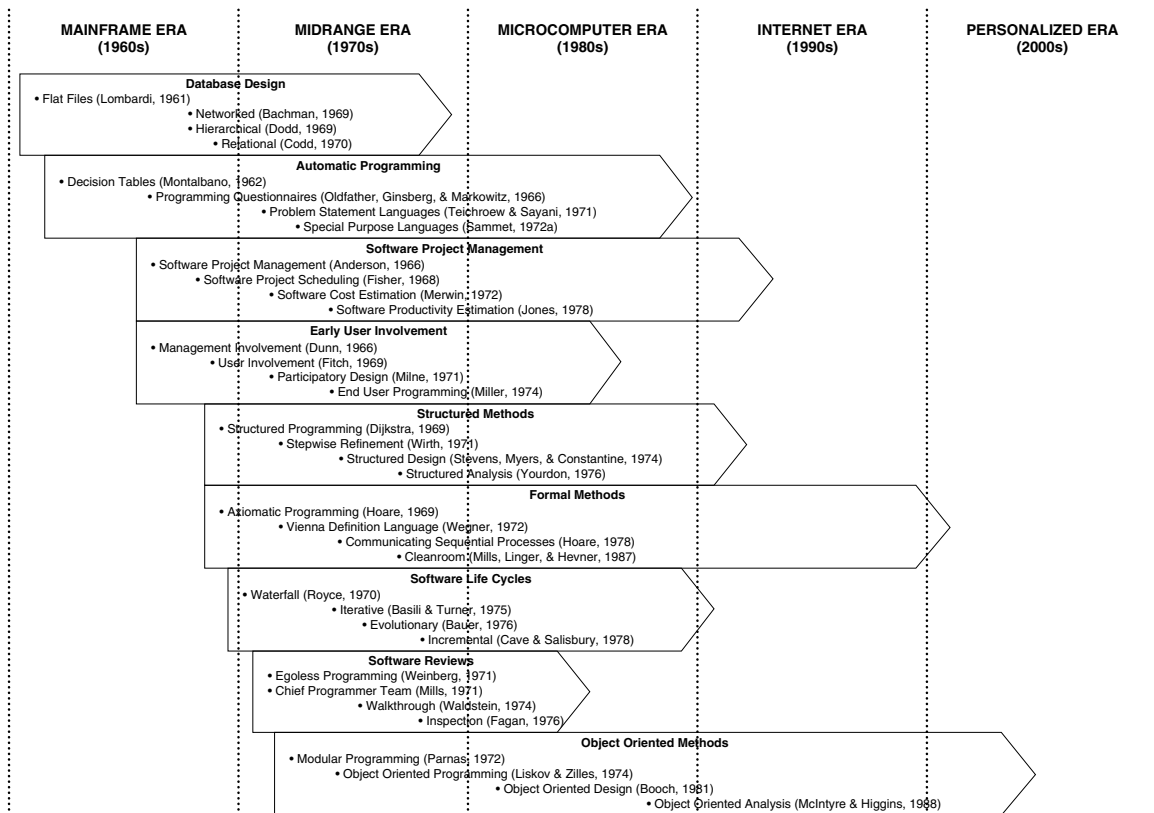 MAINFRAME ERA
(1960s)
MIDRANGE ERA
(1970s)
MICROCOMPUTER ERA
(1980s)
INTERNET ERA
(1990s)
PERSONALIZED ERA
(2000s)
Database Design
• Flat Files (Lombardi, 1961)
• Networked (Bachman, 1969)
• Hierarchical (Dodd, 1969)
• Relational (Codd, 1970)
Automatic Programming
• Decision Tables (Montalbano, 1962)
• Programming Questionnaires (Oldfather, Ginsberg, & Markowitz, 1966)
• Problem Statement Languages (Teichroew & Sayani, 1971)
• Special Purpose Languages (Sammet, 1972a)
Software Project Management
• Software Project Management (Anderson, 1966)
• Software Project Scheduling (Fisher, 1968)
• Software Cost Estimation (Merwin, 1972)
• Software Productivity Estimation (Jones, 1978)
Early User Involvement
• Management Involvement (Dunn, 1966)
• User Involvement (Fitch, 1969)
• Participatory Design (Milne, 1971)
• End User Programming (Miller, 1974)
Structured Methods
• Structured Programming (Dijkstra, 1969)
• Stepwise Refinement (Wirth, 1971)
• Structured Design (Stevens, Myers, & Constantine, 1974)
• Structured Analysis (Yourdon, 1976)
Formal Methods
• Axiomatic Programming (Hoare, 1969)
• Vienna Definition Language (Wegner, 1972)
• Communicating Sequential Processes (Hoare, 1978)
• Cleanroom (Mills, Linger, & Hevner, 1987)
Software Life Cycles
• Waterfall (Royce, 1970)
• Iterative (Basili & Turner, 1975)
• Evolutionary (Bauer, 1976)
• Incremental (Cave & Salisbury, 1978)
Software Reviews
• Egoless Programming (Weinberg, 1971)
• Chief Programmer Team (Mills, 1971)
• Walkthrough (Waldstein, 1974)
• Inspection (Fagan, 1976)
Object Oriented Methods
• Modular Programming (Parnas, 1972)
• Object Oriented Programming (Liskov & Zilles, 1974)
• Object Oriented Design (Booch, 1981)
• Object Oriented Analysis (McIntyre & Higgins, 1988)